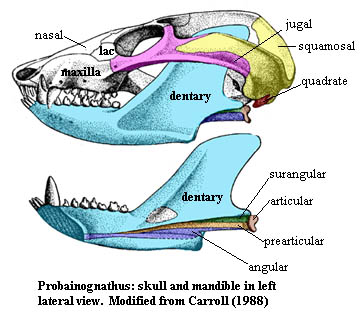 jugal
nasal
squamosal
lac
maxilla
quadrate
dentary
surangular
articular
dentary
prearticular
angular
Probainognathus: skull and mandible in left
lateral view. Modified from Carroll (1988)